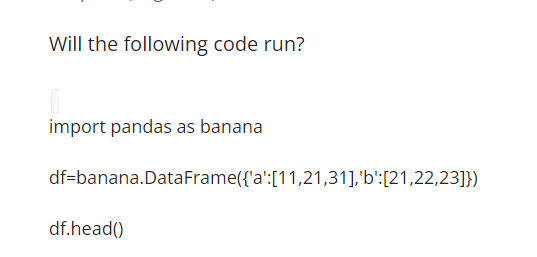 Will the following code run?
import pandas as banana
df=banana.DataFrame({'a':[11,21,31],'b':[21,22,23]})
df.head()